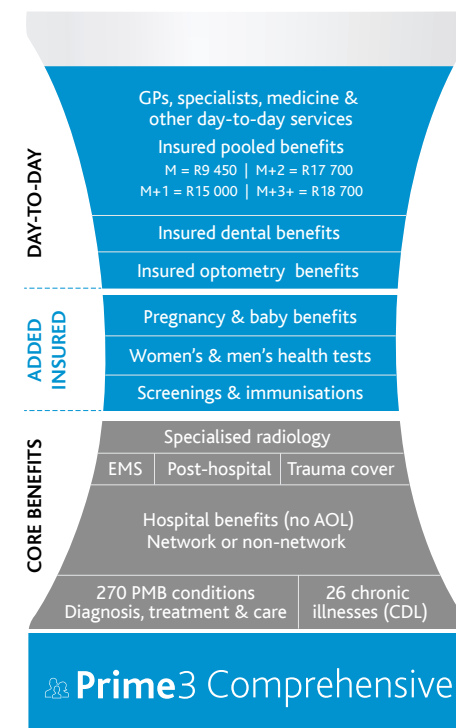 DAY-TO-DAY
GPs, specialists, medicine &
other day-to-day services
Insured pooled benefits
M = R9 450 | M+2 = R17 700
M+1 = R15 000 | M+3+ = R18 700
Insured dental benefits
Insured optometry benefits
ADDED
INSURED
Pregnancy & baby benefits
Women’s & men’s health tests
Screenings & immunisations
CORE BENEFITS
Specialised radiology
EMS | Post-hospital | Trauma cover
Hospital benefits (no AOL)
Network or non-network
270 PMB conditions
Diagnosis, treatment & care
26 chronic
illnesses (CDL)
Prime3 Comprehensive